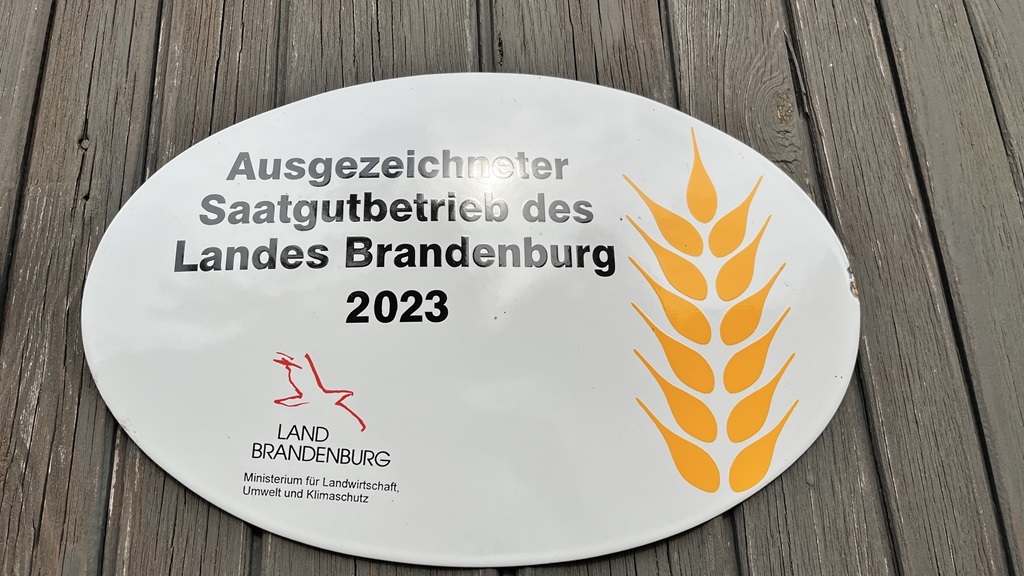 Ausgezeichneter
Saatgutbetrieb des
Landes Brandenburg
2023
LAND
BRANDENBURG
Ministerium für Landwirtschaft,
Umwelt und Klimaschutz